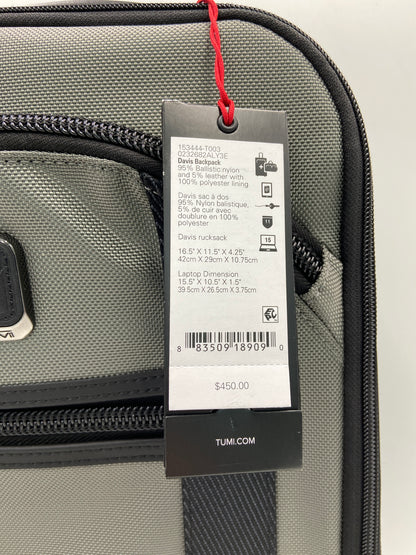 153444-T003
0232682ALY3E
Davis Backpack
95% Ballistic nylon
and 5% leather with
100% polyester lining
Davis sac à dos
95% Nylon balistique,
5% de cuir avec
doublure en 100%
polyester
Davis rucksack
16.5" X 11.5" X 4.25"
42cm X 29cm X 10.75cm
15
Laptop Dimension
15.5" X 10.5" X 1.5"
39.5cm X 26.5cm X 3.75cm
8 83509 18909 0
$450.00
TUMI.COM